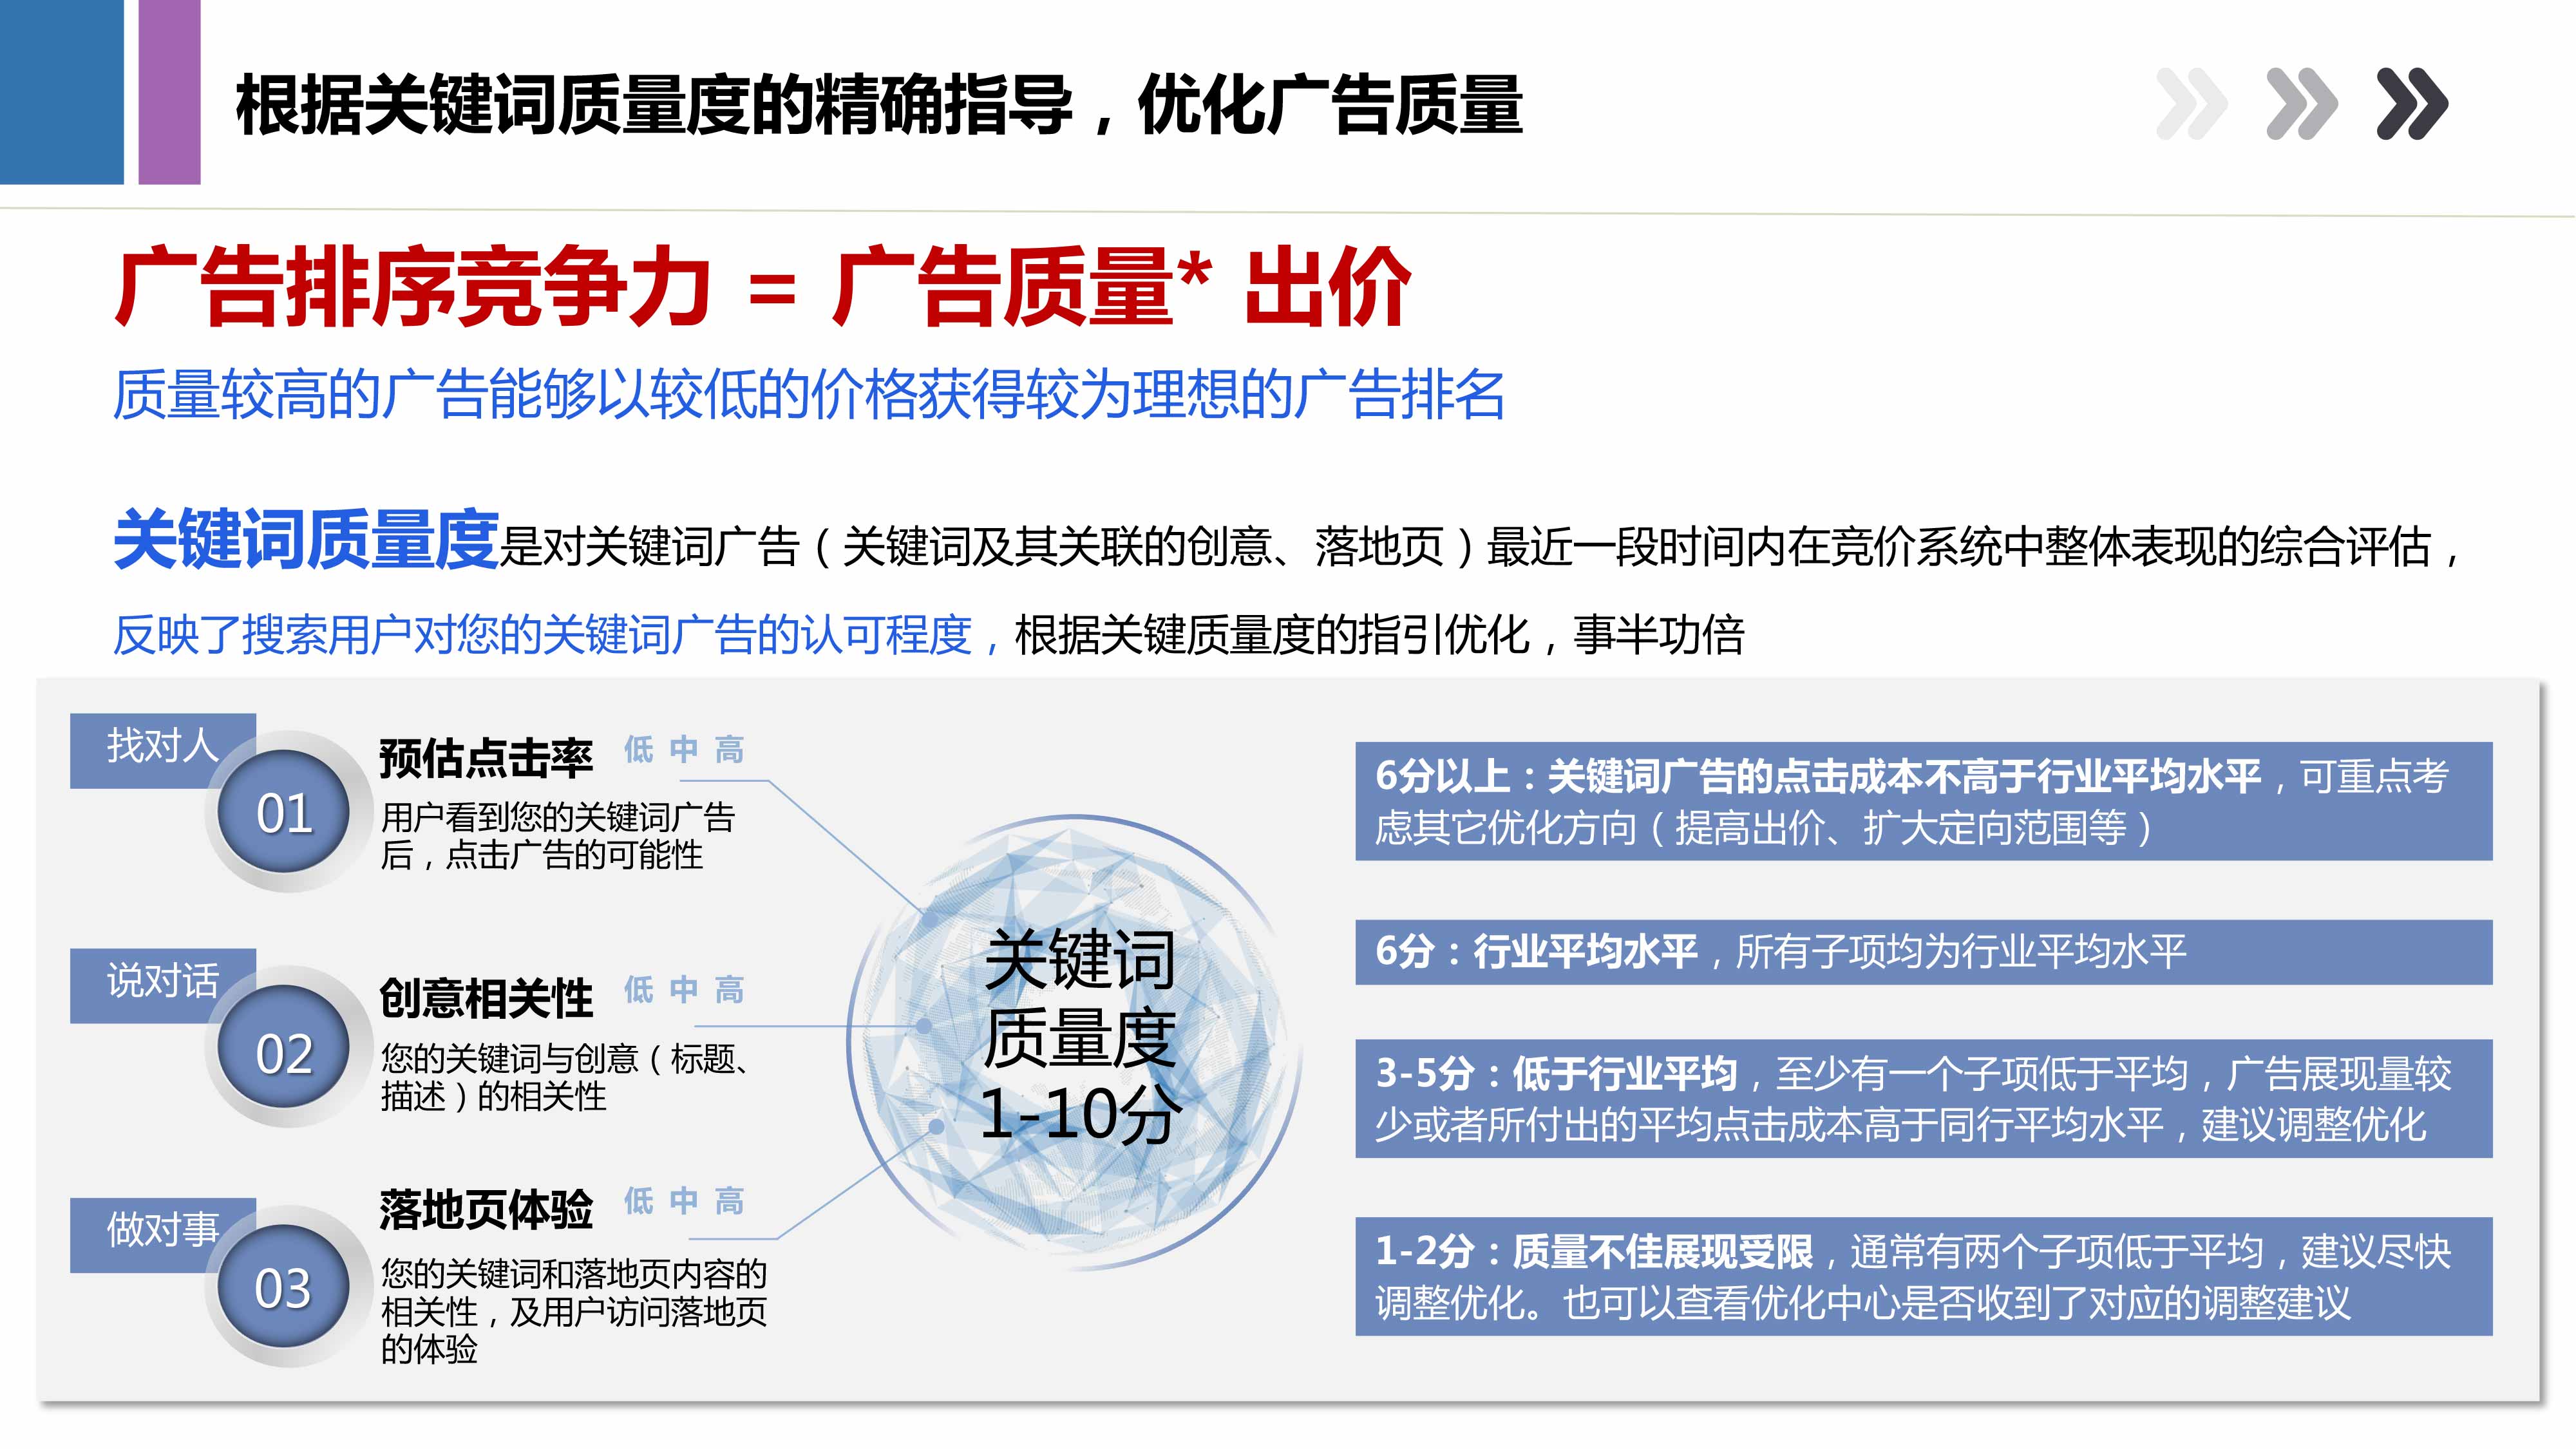 根据关键词质量度的精确指导，优化广告质量
广告排序竞争力 = 广告质量* 出价
质量较高的广告能够以较低的价格获得较为理想的广告排名
关键词质量度是对关键词广告（关键词及其关联的创意、落地页）最近一段时间内在竞价系统中整体表现的综合评估，
反映了搜索用户对您的关键词广告的认可程度，根据关键质量度的指引优化，事半功倍
找对人
01
预估点击率 低 中 高
用户看到您的关键词广告
后，点击广告的可能性
说对话
02
创意相关性 低 中 高
您的关键词与创意（标题、
描述）的相关性
做对事
03
落地页体验 低 中 高
您的关键词和落地页内容的
相关性，及用户访问落地页
的体验
关键词
质量度
1-10分
6分以上：关键词广告的点击成本不高于行业平均水平，可重点考
虑其它优化方向（提高出价、扩大定向范围等）
6分：行业平均水平，所有子项均为行业平均水平
3-5分：低于行业平均，至少有一个子项低于平均，广告展现量较
少或者所付出的平均点击成本高于同行平均水平，建议调整优化
1-2分：质量不佳展现受限，通常有两个子项低于平均，建议尽快
调整优化。也可以查看优化中心是否收到了对应的调整建议